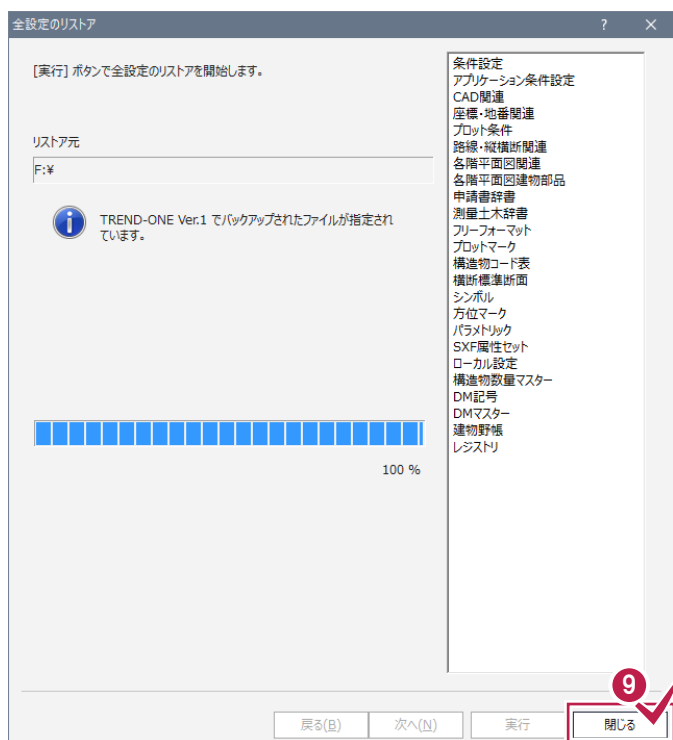 全設定のリストア
[実行] ボタンで全設定のリストアを開始します。
リストア元
F:¥
TREND-ONE Ver.1 でバックアップされたファイルが指定され
ています。
100 %
条件設定
アプリケーション条件設定
CAD関連
座標・地番関連
プロット条件
路線・縦横断関連
各階平面図関連
各階平面図建物部品
申請書辞書
測量土木辞書
フリーフォーマット
プロットマーク
構造物コード表
横断標準断面
シンボル
方位マーク
パラメトリック
SXF属性セット
ローカル設定
構造物数量マスター
DM記号
DMマスター
建物野帳
レジストリ
9
戻る(B) 次へ(N) 実行 閉じる